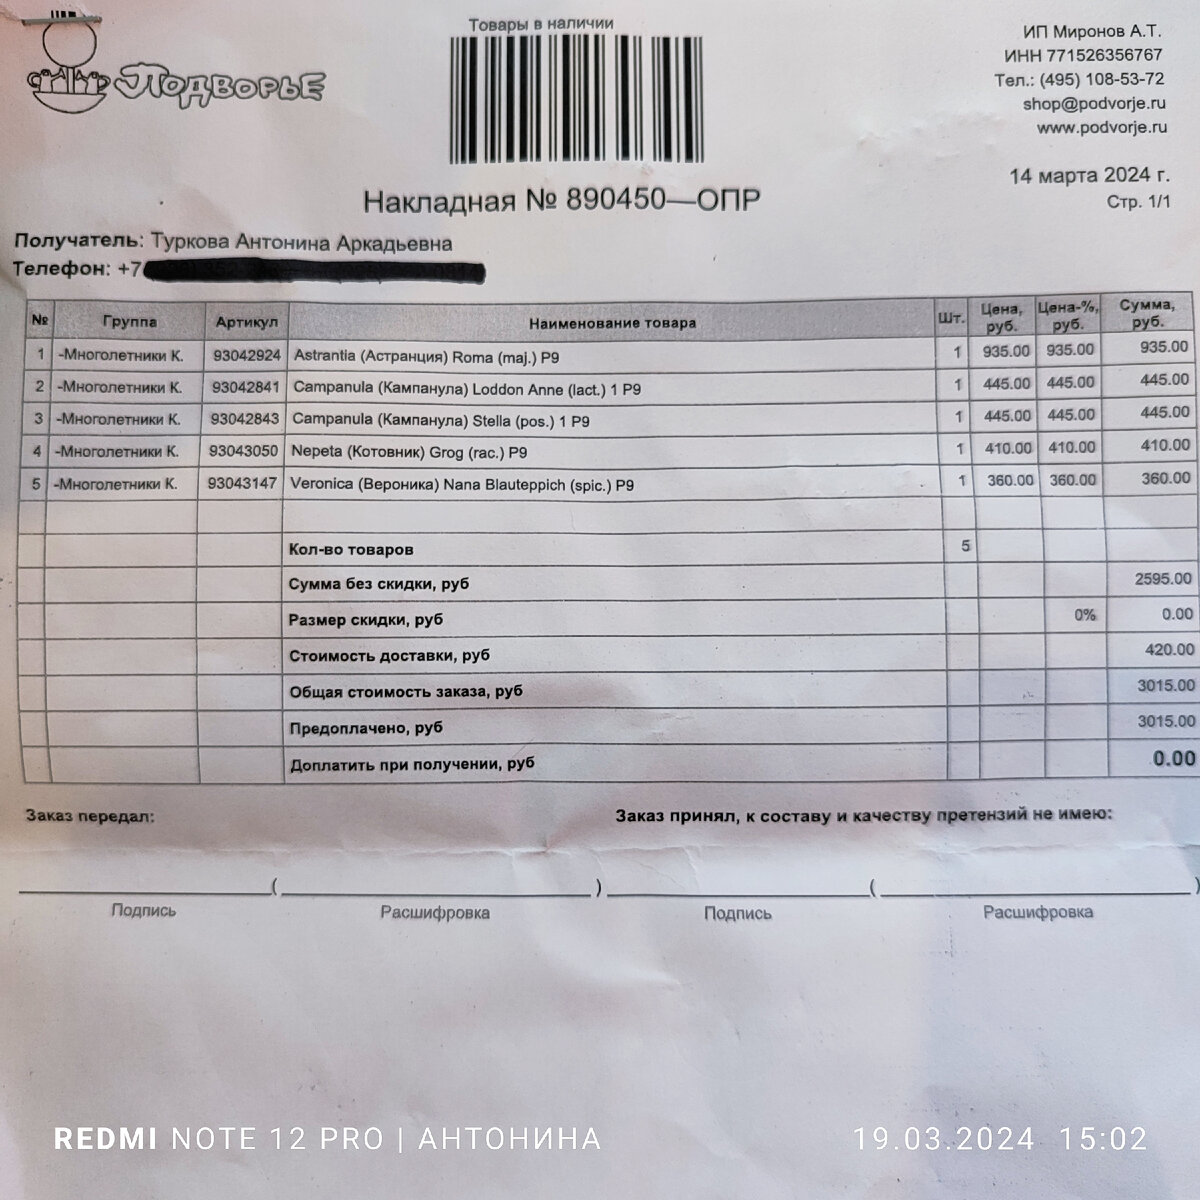 Подворье
Товары в наличии
ИП Миронов А.Т.
ИНН 771526356767
Тел.: (495) 108-53-72
shop@podvorje.ru
www.podvorje.ru
14 марта 2024 г.
Стр. 1/1
Накладная № 890450—ОПР
Получатель: Туркова Антонина Аркадьевна
Телефон: +7
№ Группа Артикул Наименование товара Шт. Цена, руб. Цена-%, руб. Сумма, руб.
1 -Многолетники К. 93042924 Astrantia (Астранция) Roma (maj.) P9 1 935.00 935.00 935.00
2 -Многолетники К. 93042841 Campanula (Кампанула) Loddon Anne (lact.) 1 P9 1 445.00 445.00 445.00
3 -Многолетники К. 93042843 Campanula (Кампанула) Stella (pos.) 1 P9 1 445.00 445.00 445.00
4 -Многолетники К. 93043050 Nepeta (Котовник) Grog (rac.) P9 1 410.00 410.00 410.00
5 -Многолетники К. 93043147 Veronica (Вероника) Nana Blauteppich (spic.) P9 1 360.00 360.00 360.00
Кол-во товаров 5
Сумма без скидки, руб 2595.00
Размер скидки, руб 0% 0.00
Стоимость доставки, руб 420.00
Общая стоимость заказа, руб 3015.00
Предоплачено, руб 3015.00
Доплатить при получении, руб 0.00
Заказ передал: Заказ принял, к составу и качеству претензий не имею:
( ) ( )
Подпись Расшифровка Подпись Расшифровка
REDMI NOTE 12 PRO | АНТОНИНА 19.03.2024 15:02